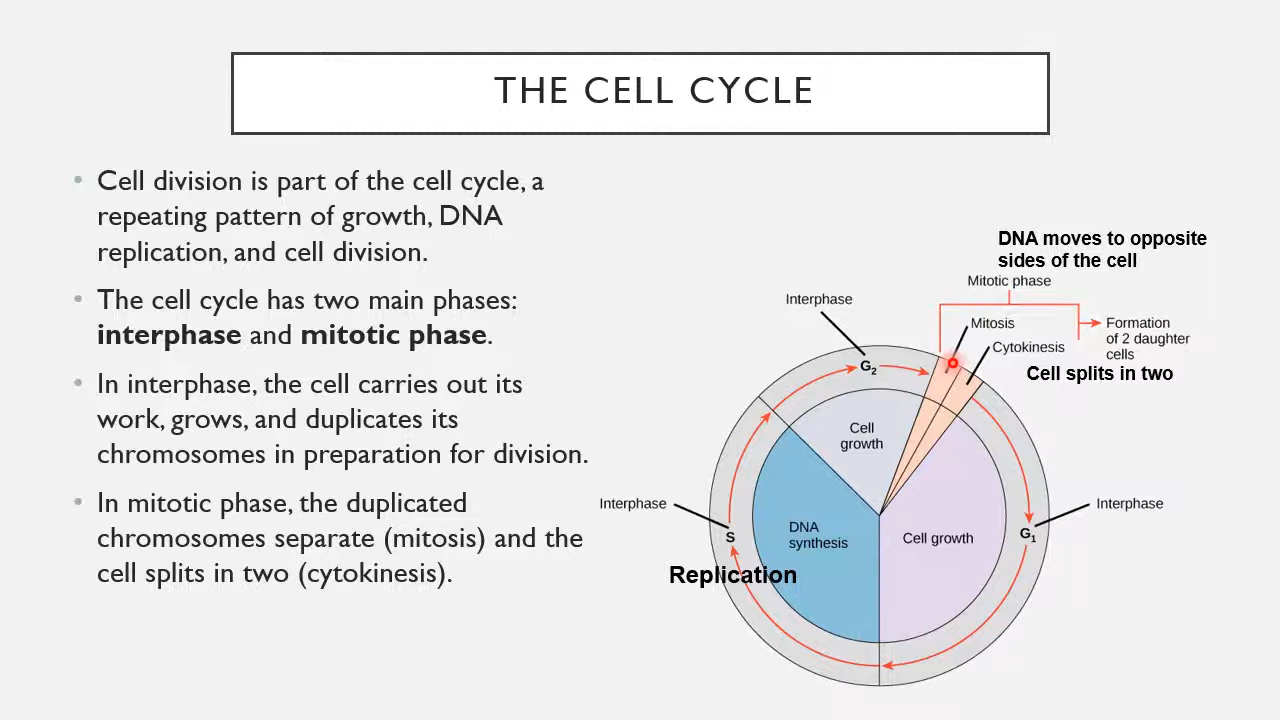 THE CELL CYCLE
• Cell division is part of the cell cycle, a
repeating pattern of growth, DNA
replication, and cell division.
• The cell cycle has two main phases:
interphase and mitotic phase.
• In interphase, the cell carries out its
work, grows, and duplicates its
chromosomes in preparation for division.
• In mitotic phase, the duplicated
chromosomes separate (mitosis) and the
cell splits in two (cytokinesis).
DNA moves to opposite
sides of the cell
Mitotic phase
Interphase
Mitosis
Formation
of 2 daughter
cells
Cytokinesis
Cell splits in two
G2
Cell
growth
Interphase
S
DNA
synthesis
Cell growth
G1
Interphase
Replication